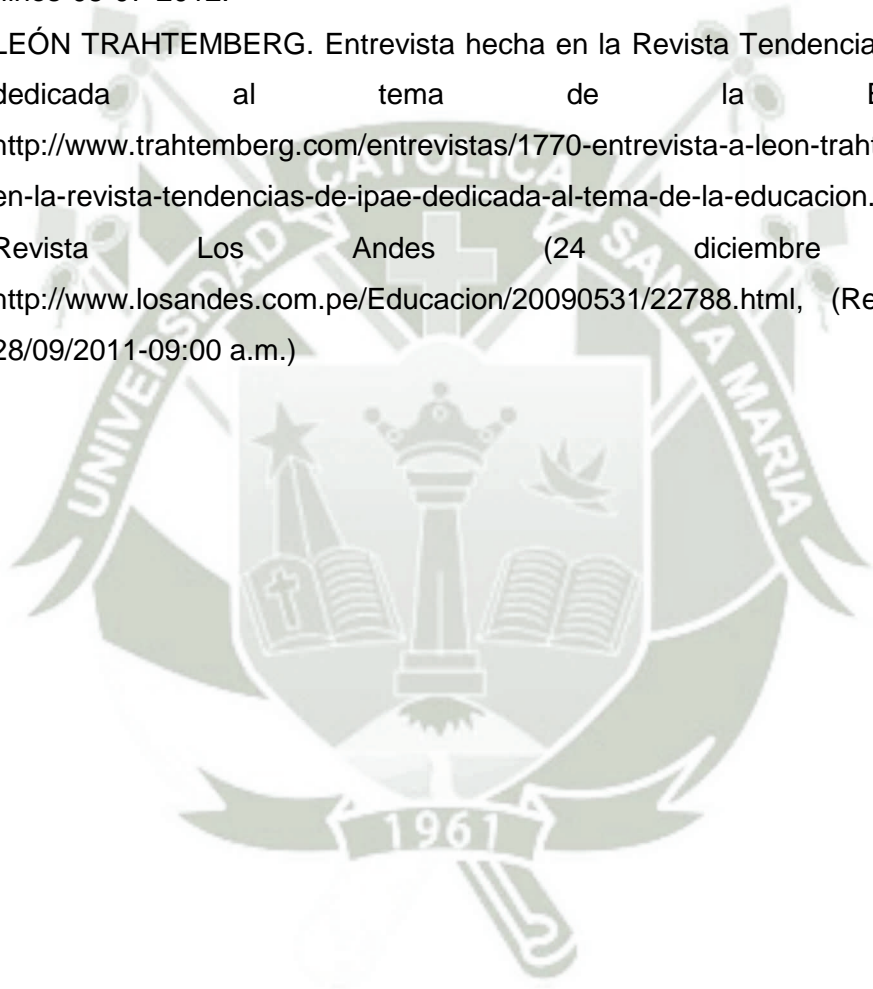 LEÓN TRAHTEMBERG. Entrevista hecha en la Revista Tendencia
dedicada al tema de la E
http://www.trahtemberg.com/entrevistas/1770-entrevista-a-leon-traht
en-la-revista-tendencias-de-ipae-dedicada-al-tema-de-la-educacion.
Revista Los Andes (24 diciembre
http://www.losandes.com.pe/Educacion/20090531/22788.html, (Re
28/09/2011-09:00 a.m.)
UNIVERSIDAD CATOLICA SANTA MARIA
1961